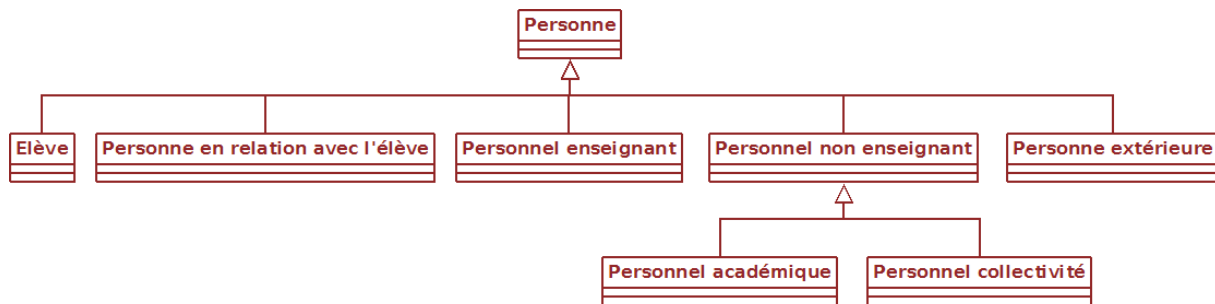 Personne
Elève
Personne en relation avec l'élève
Personnel enseignant
Personnel non enseignant
Personne extérieure
Personnel académique
Personnel collectivité